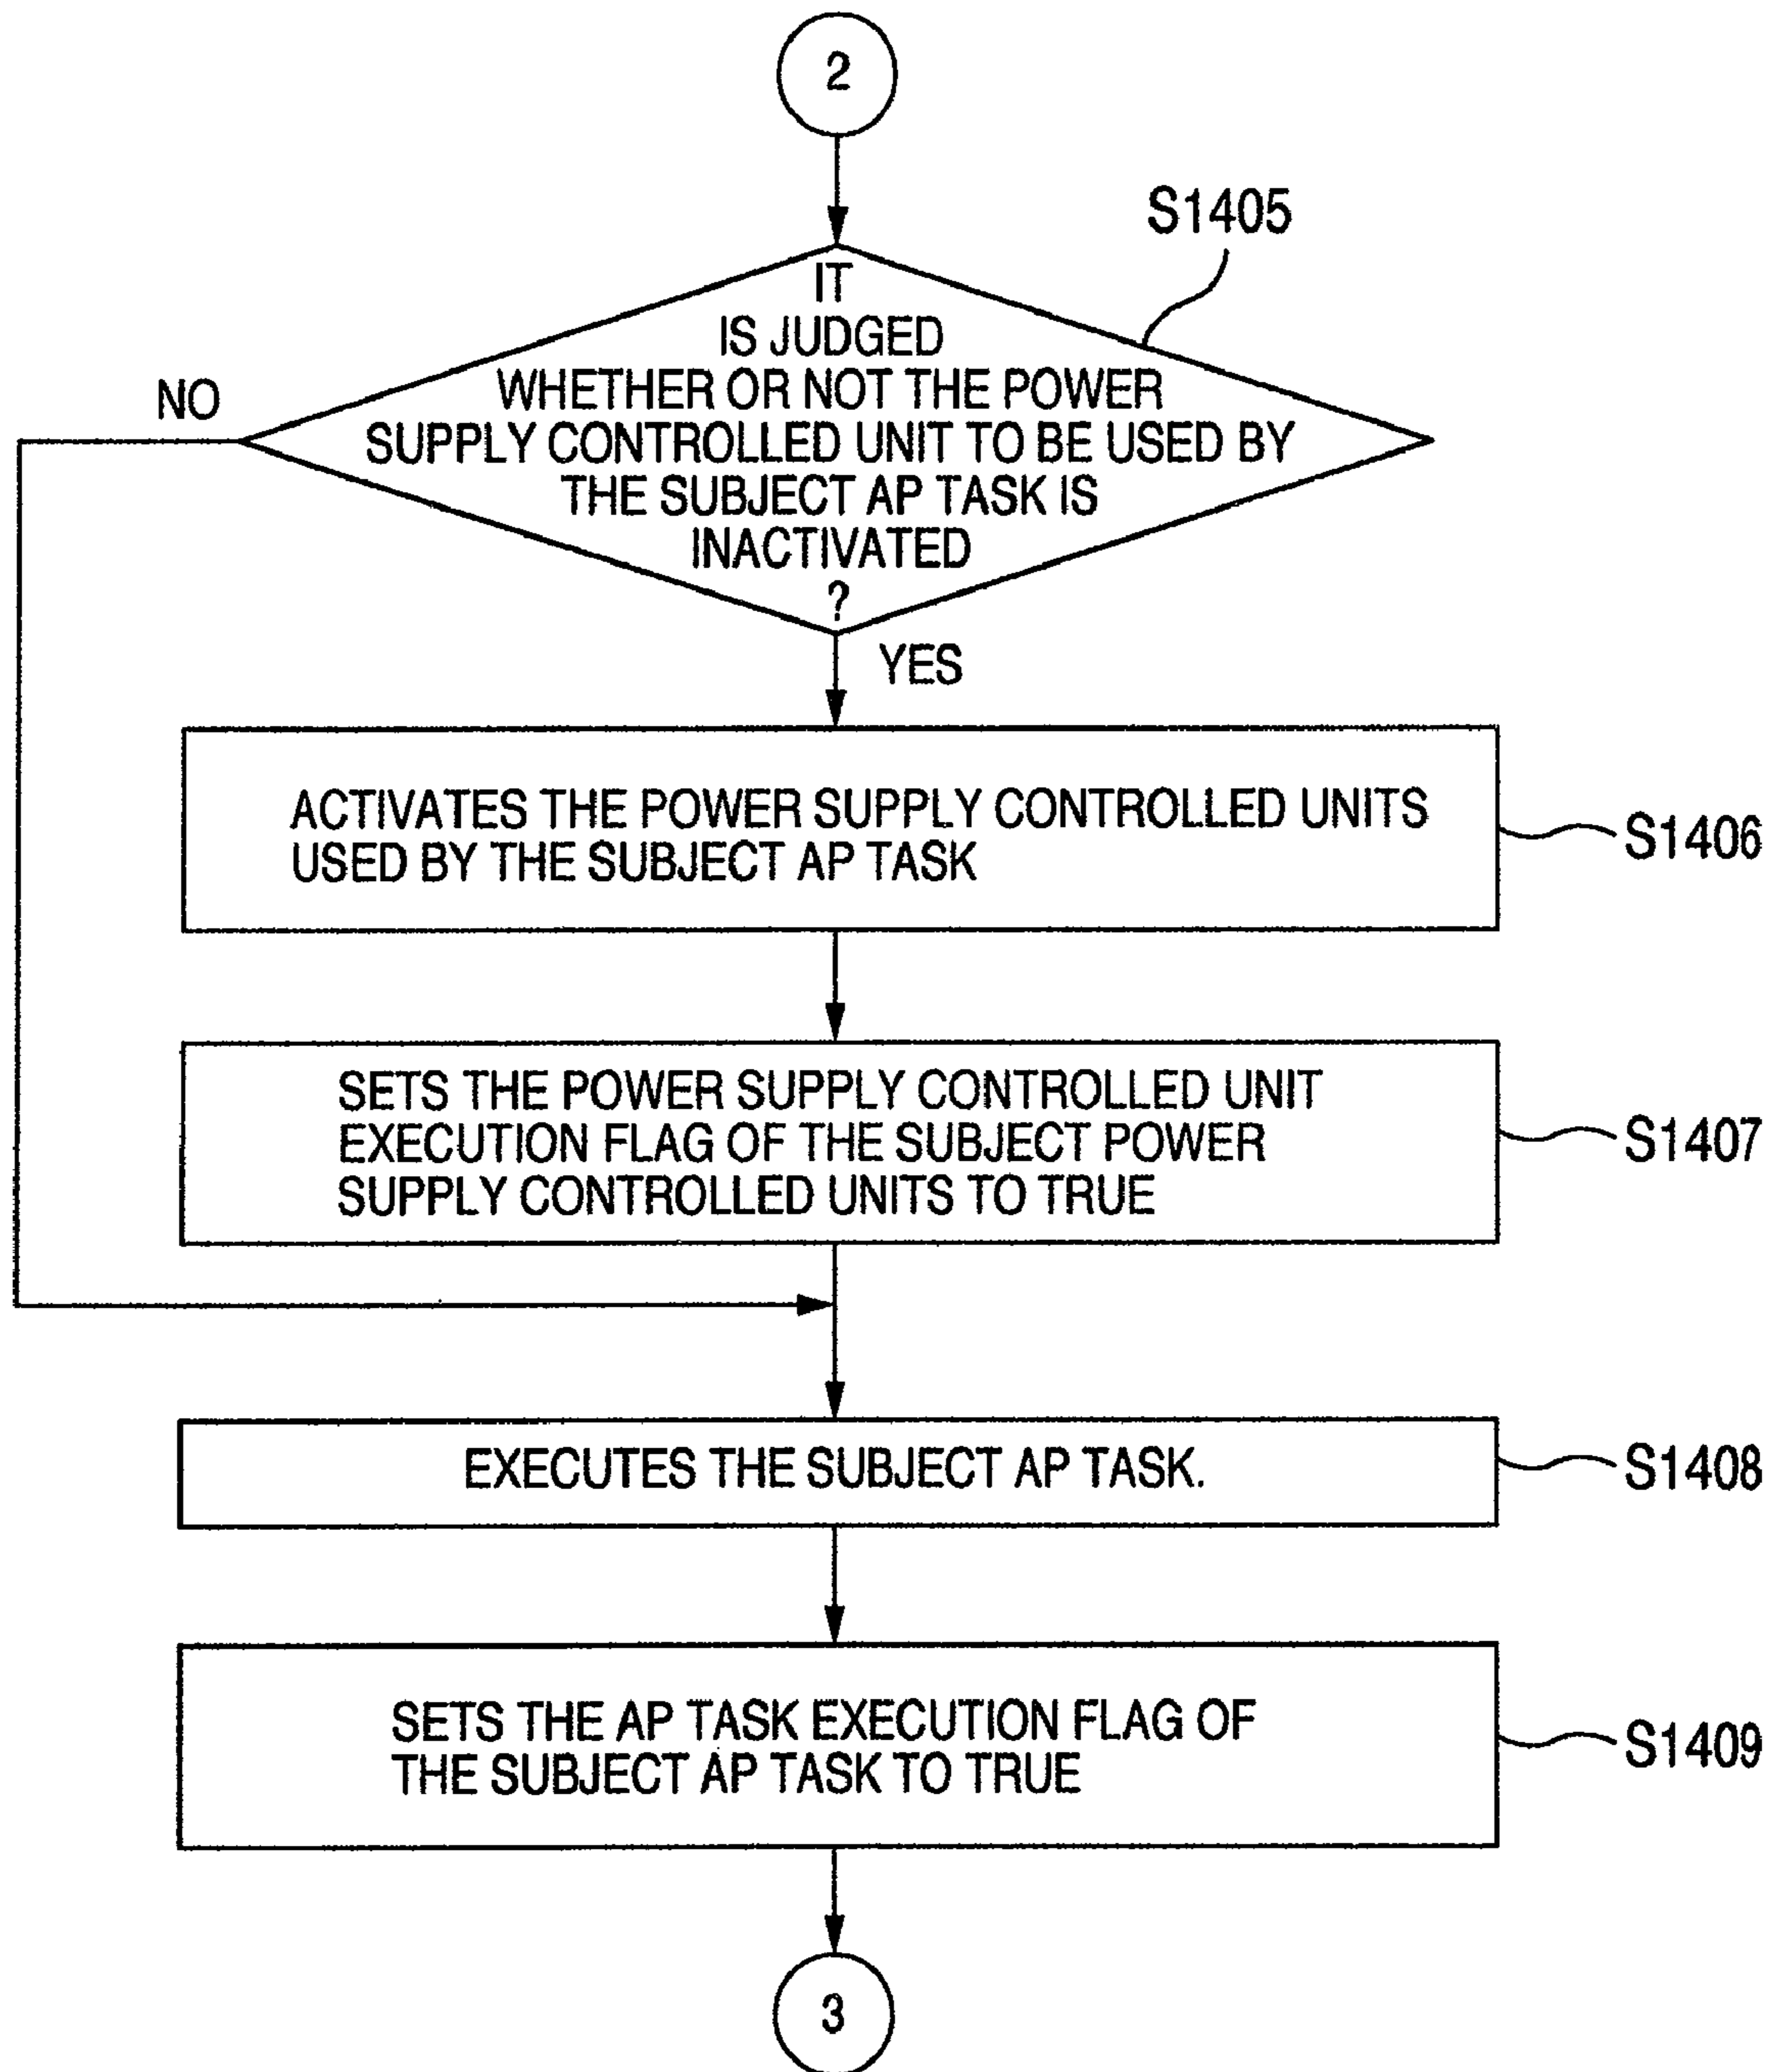 2
S1405
IT
IS JUDGED
WHETHER OR NOT THE POWER
SUPPLY CONTROLLED UNIT TO BE USED BY
THE SUBJECT AP TASK IS
INACTIVATED
?
NO
YES
ACTIVATES THE POWER SUPPLY CONTROLLED UNITS
USED BY THE SUBJECT AP TASK
S1406
SETS THE POWER SUPPLY CONTROLLED UNIT
EXECUTION FLAG OF THE SUBJECT POWER
SUPPLY CONTROLLED UNITS TO TRUE
S1407
EXECUTES THE SUBJECT AP TASK.
S1408
SETS THE AP TASK EXECUTION FLAG OF
THE SUBJECT AP TASK TO TRUE
S1409
3